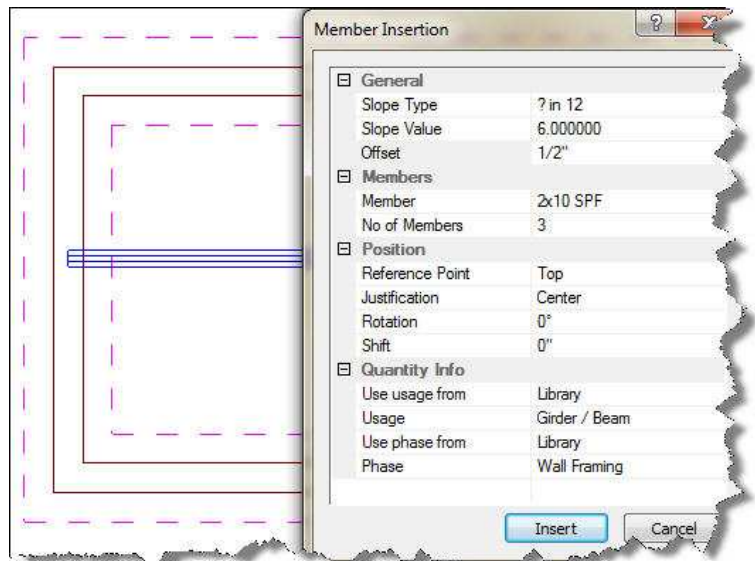 Member Insertion
General
Slope Type ? in 12
Slope Value 6.000000
Offset 1/2"
Members
Member 2x10 SPF
No of Members 3
Position
Reference Point Top
Justification Center
Rotation 0°
Shift 0"
Quantity Info
Use usage from Library
Usage Girder / Beam
Use phase from Library
Phase Wall Framing
Insert Cancel